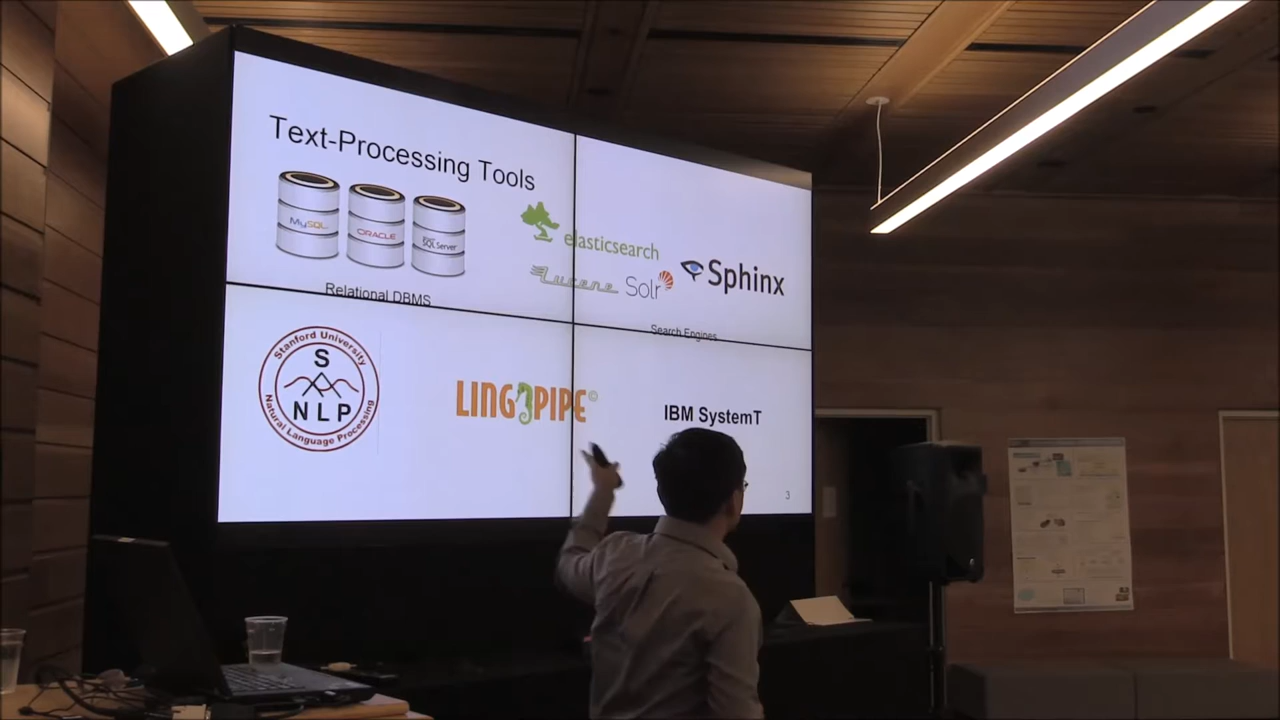 Text-Processing Tools
MySQL
ORACLE
SQL Server
Relational DBMS
elasticsearch
Lucene
Solr
Sphinx
Search Engines
Stanford University
S
NLP
Natural Language Processing
LINGPIPE©
IBM SystemT
3